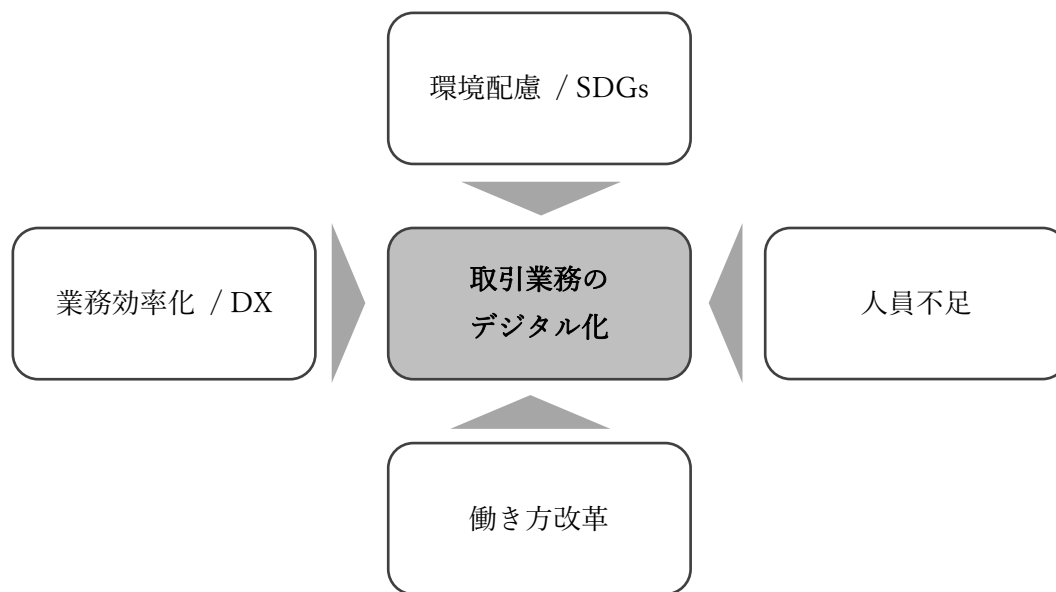 環境配慮 / SDGs
業務効率化 / DX
取引業務の
デジタル化
人員不足
働き方改革